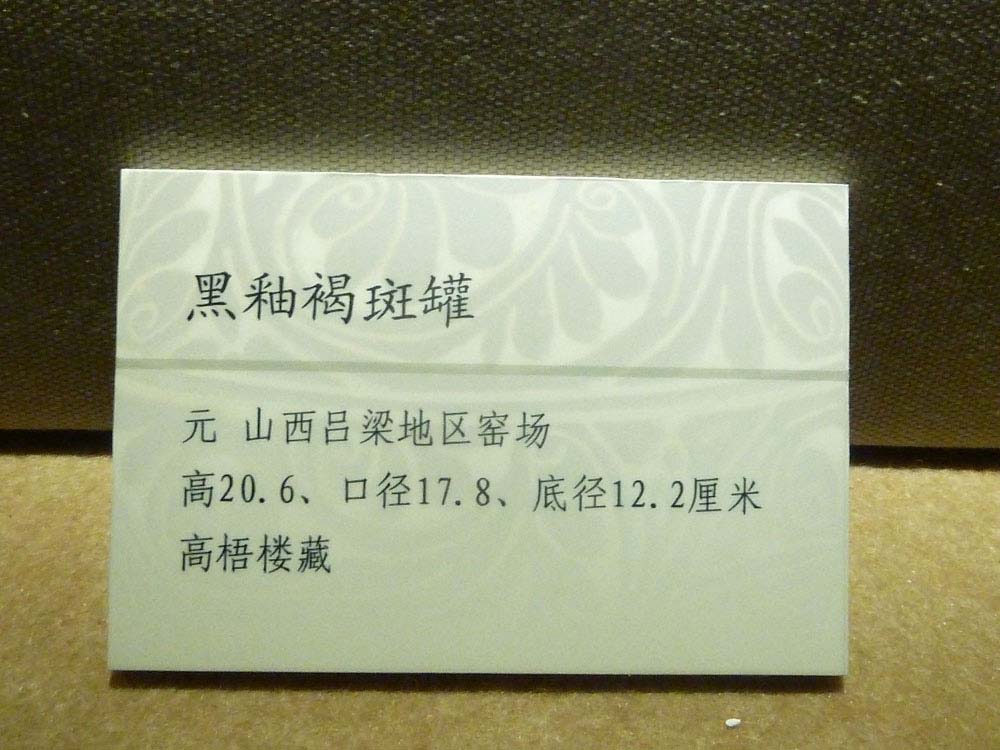 黑釉褐斑罐
元 山西吕梁地区窑场
高20.6、口径17.8、底径12.2厘米
高梧楼藏